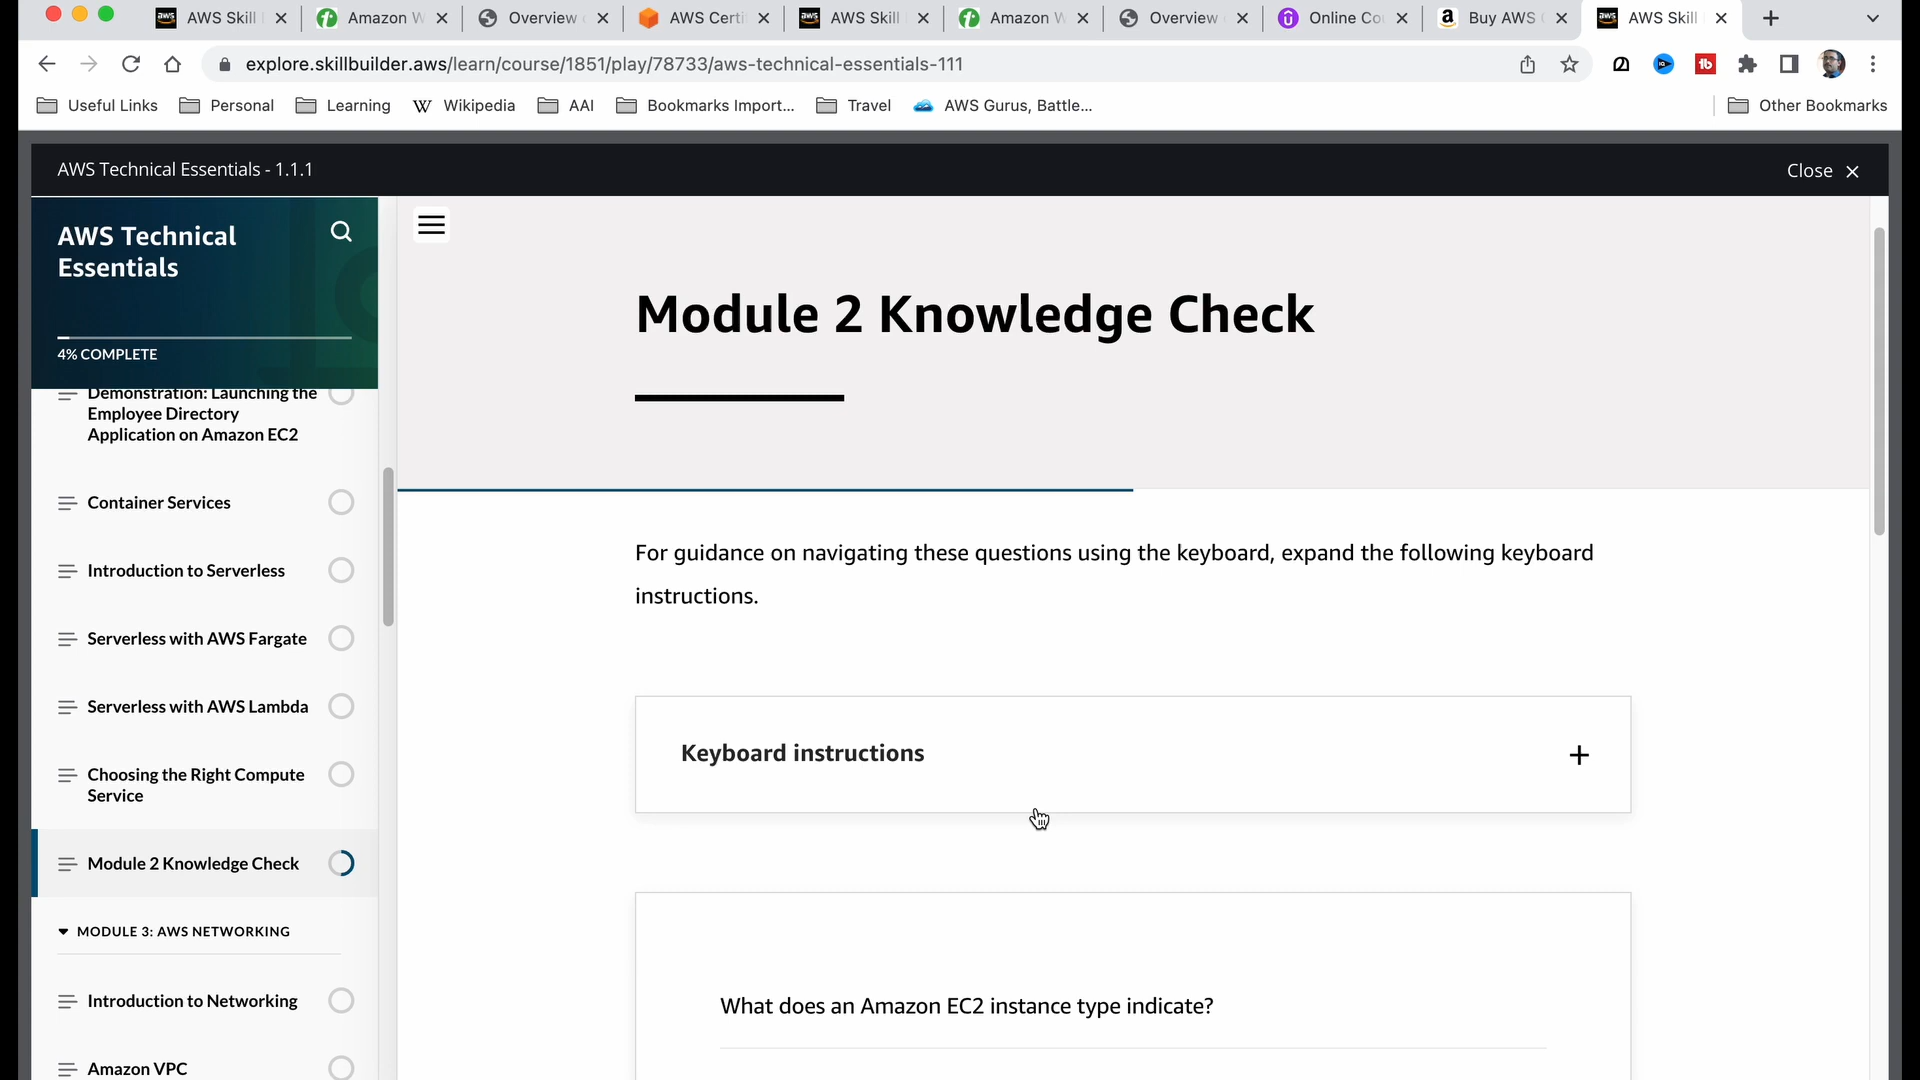 AWS Skill
Amazon W
Overview
AWS Certi
AWS Skill
Amazon W
Overview
Online Co
Buy AWS
AWS Skill
explore.skillbuilder.aws/learn/course/1851/play/78733/aws-technical-essentials-111
Useful Links
Personal
Learning
Wikipedia
AAI
Bookmarks Import...
Travel
AWS Gurus, Battle...
Other Bookmarks
AWS Technical Essentials - 1.1.1
Close
AWS Technical
Essentials
4% COMPLETE
Demonstration: Launching the
Employee Directory
Application on Amazon EC2
Container Services
Introduction to Serverless
Serverless with AWS Fargate
Serverless with AWS Lambda
Choosing the Right Compute
Service
Module 2 Knowledge Check
MODULE 3: AWS NETWORKING
Introduction to Networking
Amazon VPC
Module 2 Knowledge Check
For guidance on navigating these questions using the keyboard, expand the following keyboard
instructions.
Keyboard instructions
What does an Amazon EC2 instance type indicate?